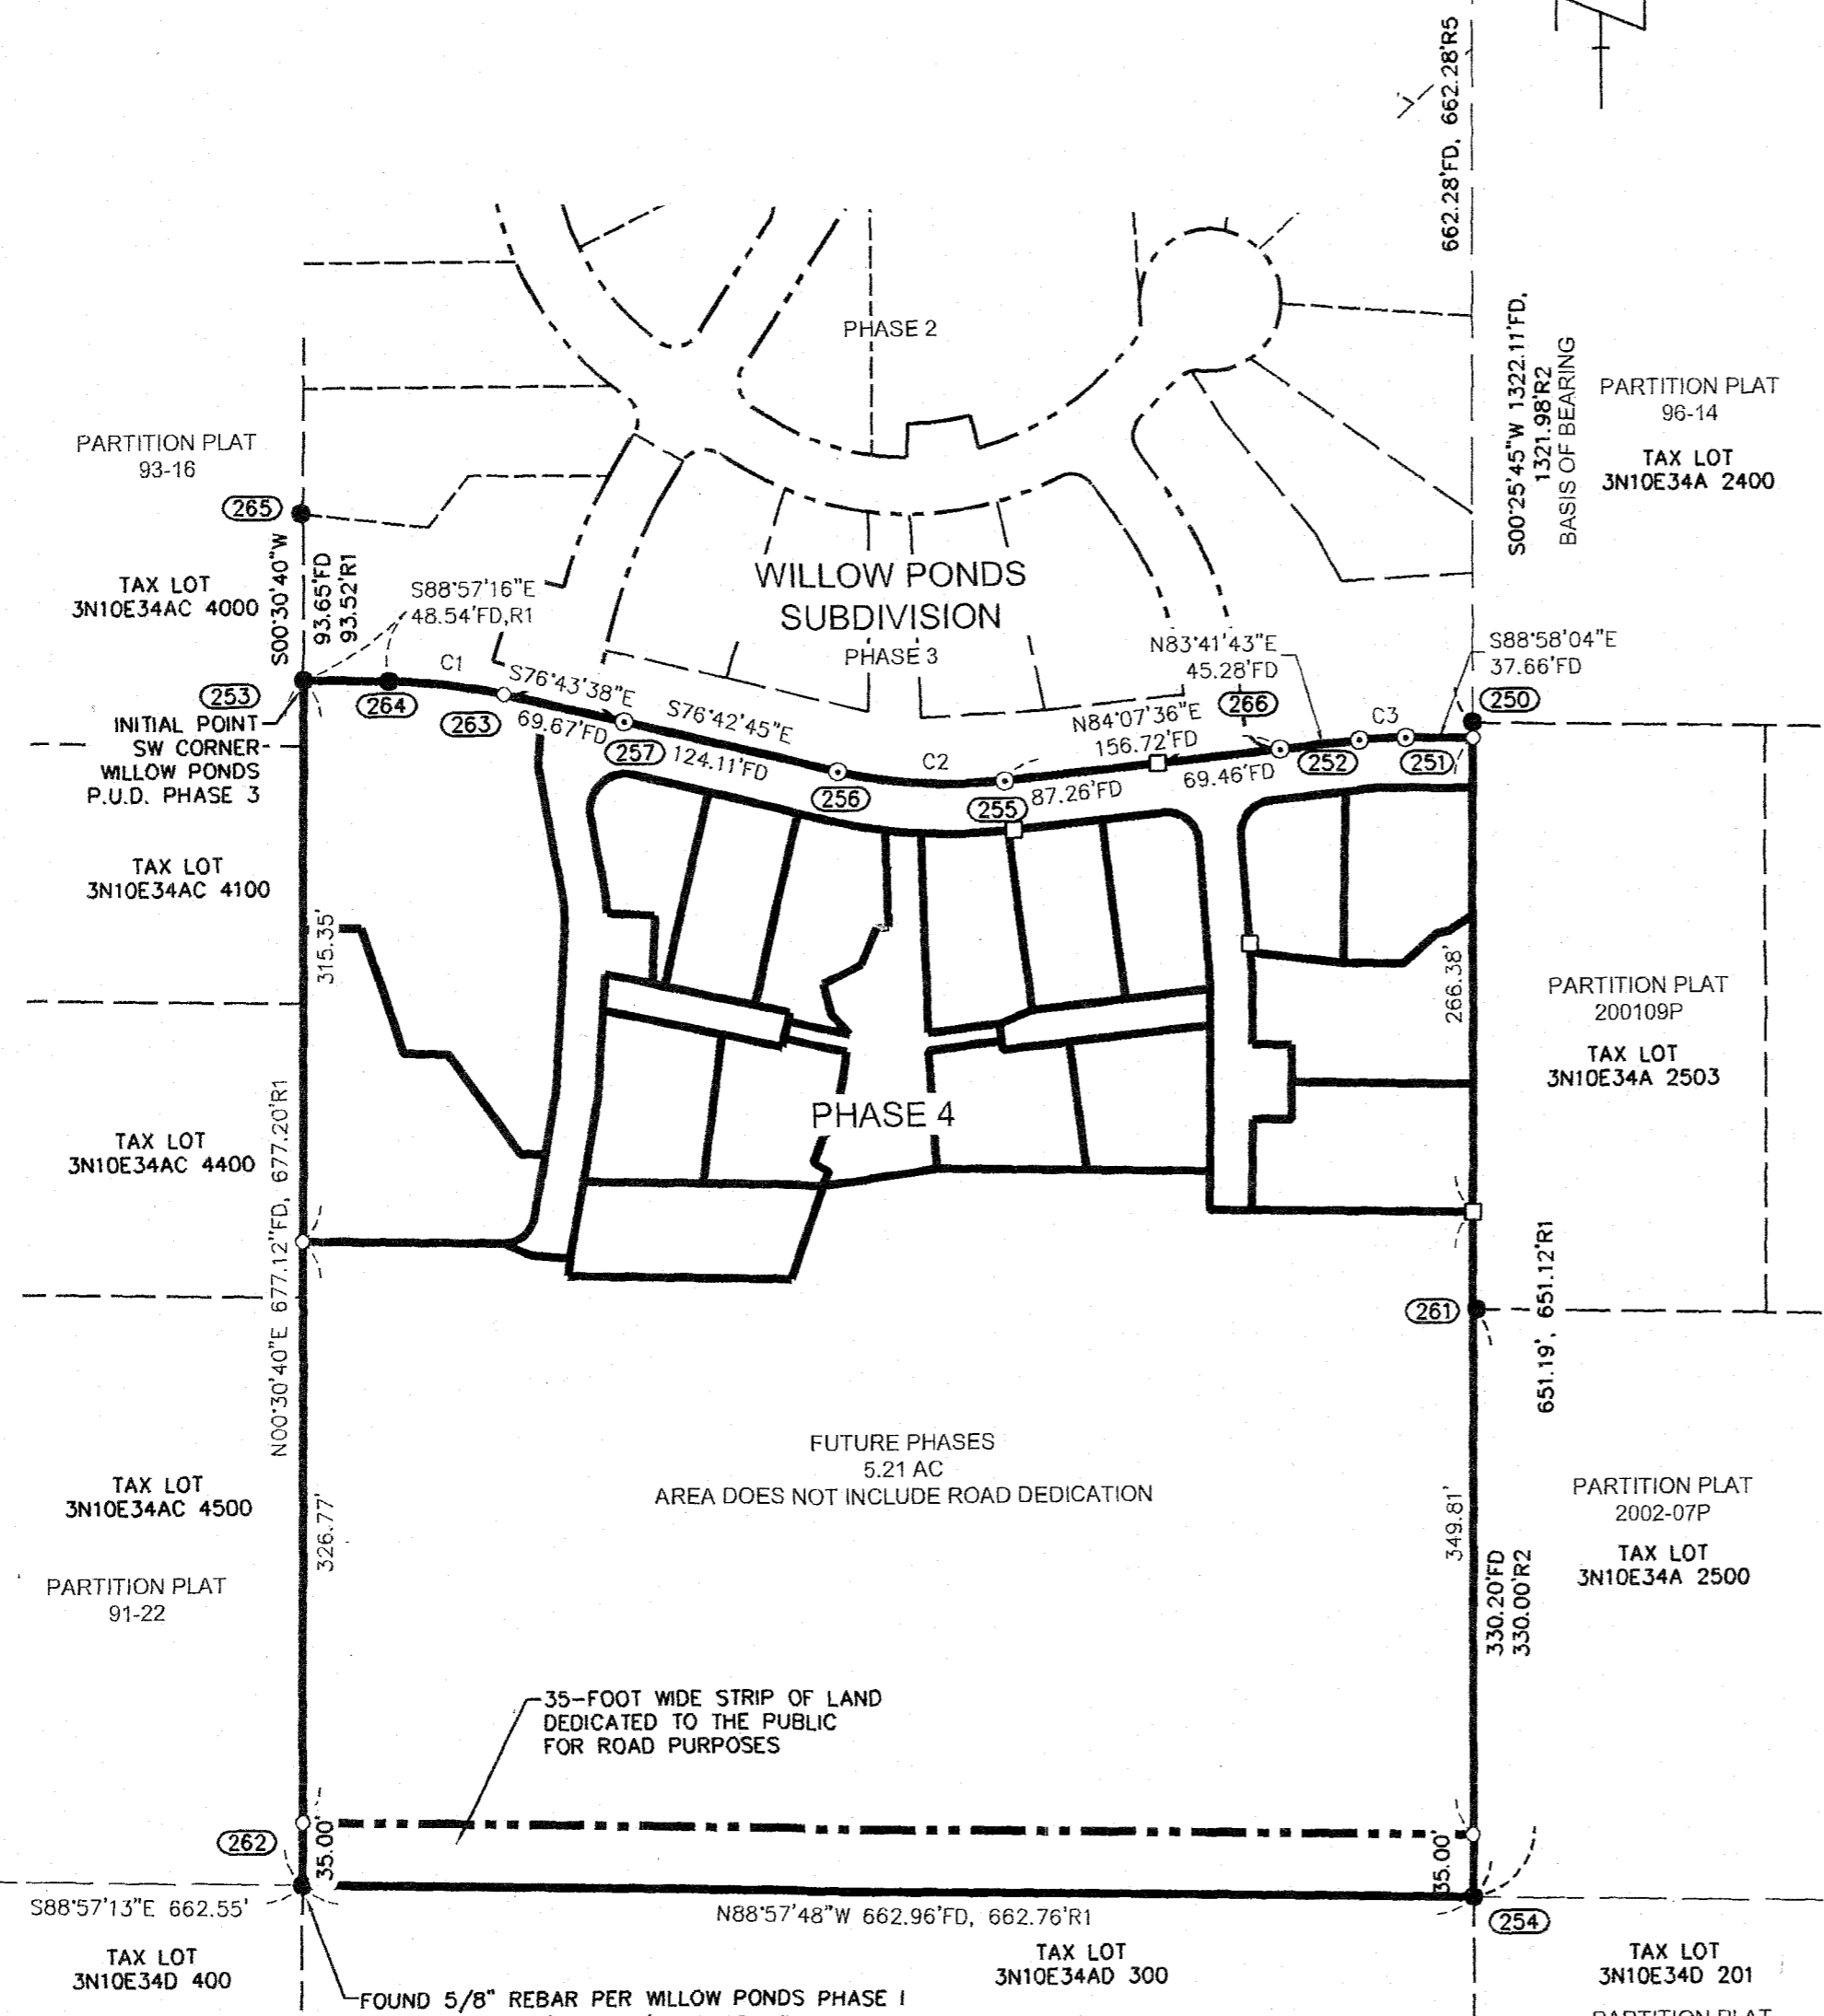 662.28'FD, 662.28'R5
PHASE 2
S00°25'45"W 1322.11'FD,
1321.98'R2
BASIS OF BEARING
PARTITION PLAT
96-14
TAX LOT
3N10E34A 2400
PARTITION PLAT
93-16
265
S00°30'40"W
93.65'FD
93.52'R1
TAX LOT
3N10E34AC 4000
S88°57'16"E
48.54'FD,R1
WILLOW PONDS
SUBDIVISION
PHASE 3
N83°41'43"E
45.28'FD
S88°58'04"E
37.66'FD
253
264
C1
263
S76°43'38"E
69.67'FD
257
S76°42'45"E
124.11'FD
256
C2
255
N84°07'36"E
156.72'FD
87.26'FD
69.46'FD
266
252
C3
251
250
INITIAL POINT
SW CORNER
WILLOW PONDS
P.U.D. PHASE 3
TAX LOT
3N10E34AC 4100
315.35'
266.38'
PARTITION PLAT
200109P
TAX LOT
3N10E34A 2503
PHASE 4
TAX LOT
3N10E34AC 4400
N00°30'40"E 677.12"FD, 677.20'R1
261
651.19', 651.12'R1
FUTURE PHASES
5.21 AC
AREA DOES NOT INCLUDE ROAD DEDICATION
TAX LOT
3N10E34AC 4500
326.77'
349.81'
330.20'FD
330.00'R2
PARTITION PLAT
2002-07P
TAX LOT
3N10E34A 2500
PARTITION PLAT
91-22
35-FOOT WIDE STRIP OF LAND
DEDICATED TO THE PUBLIC
FOR ROAD PURPOSES
262
35.00'
35.00'
S88°57'13"E 662.55'
N88°57'48"W 662.96'FD, 662.76'R1
254
TAX LOT
3N10E34D 400
TAX LOT
3N10E34AD 300
TAX LOT
3N10E34D 201
FOUND 5/8" REBAR PER WILLOW PONDS PHASE I
PARTITION PLAT